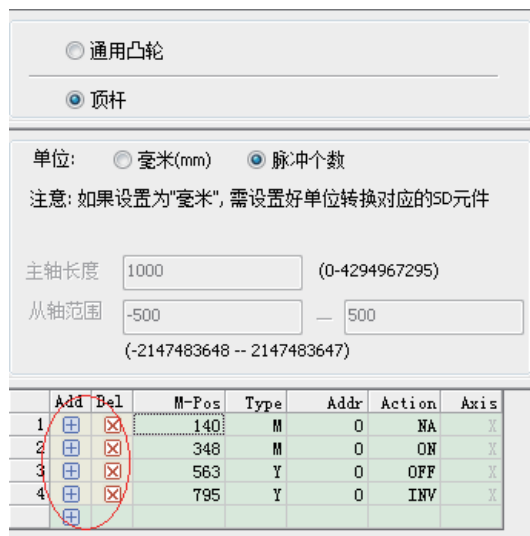 通用凸轮
顶杆
单位: 毫米(mm) 脉冲个数
注意: 如果设置为"毫米", 需设置好单位转换对应的SD元件
主轴长度 1000 (0-4294967295)
从轴范围 -500 — 500
(-2147483648 -- 2147483647)
Add Del M-Pos Type Addr Action Axis
1 140 M 0 NA X
2 348 M 0 ON X
3 563 Y 0 OFF X
4 795 Y 0 INV X